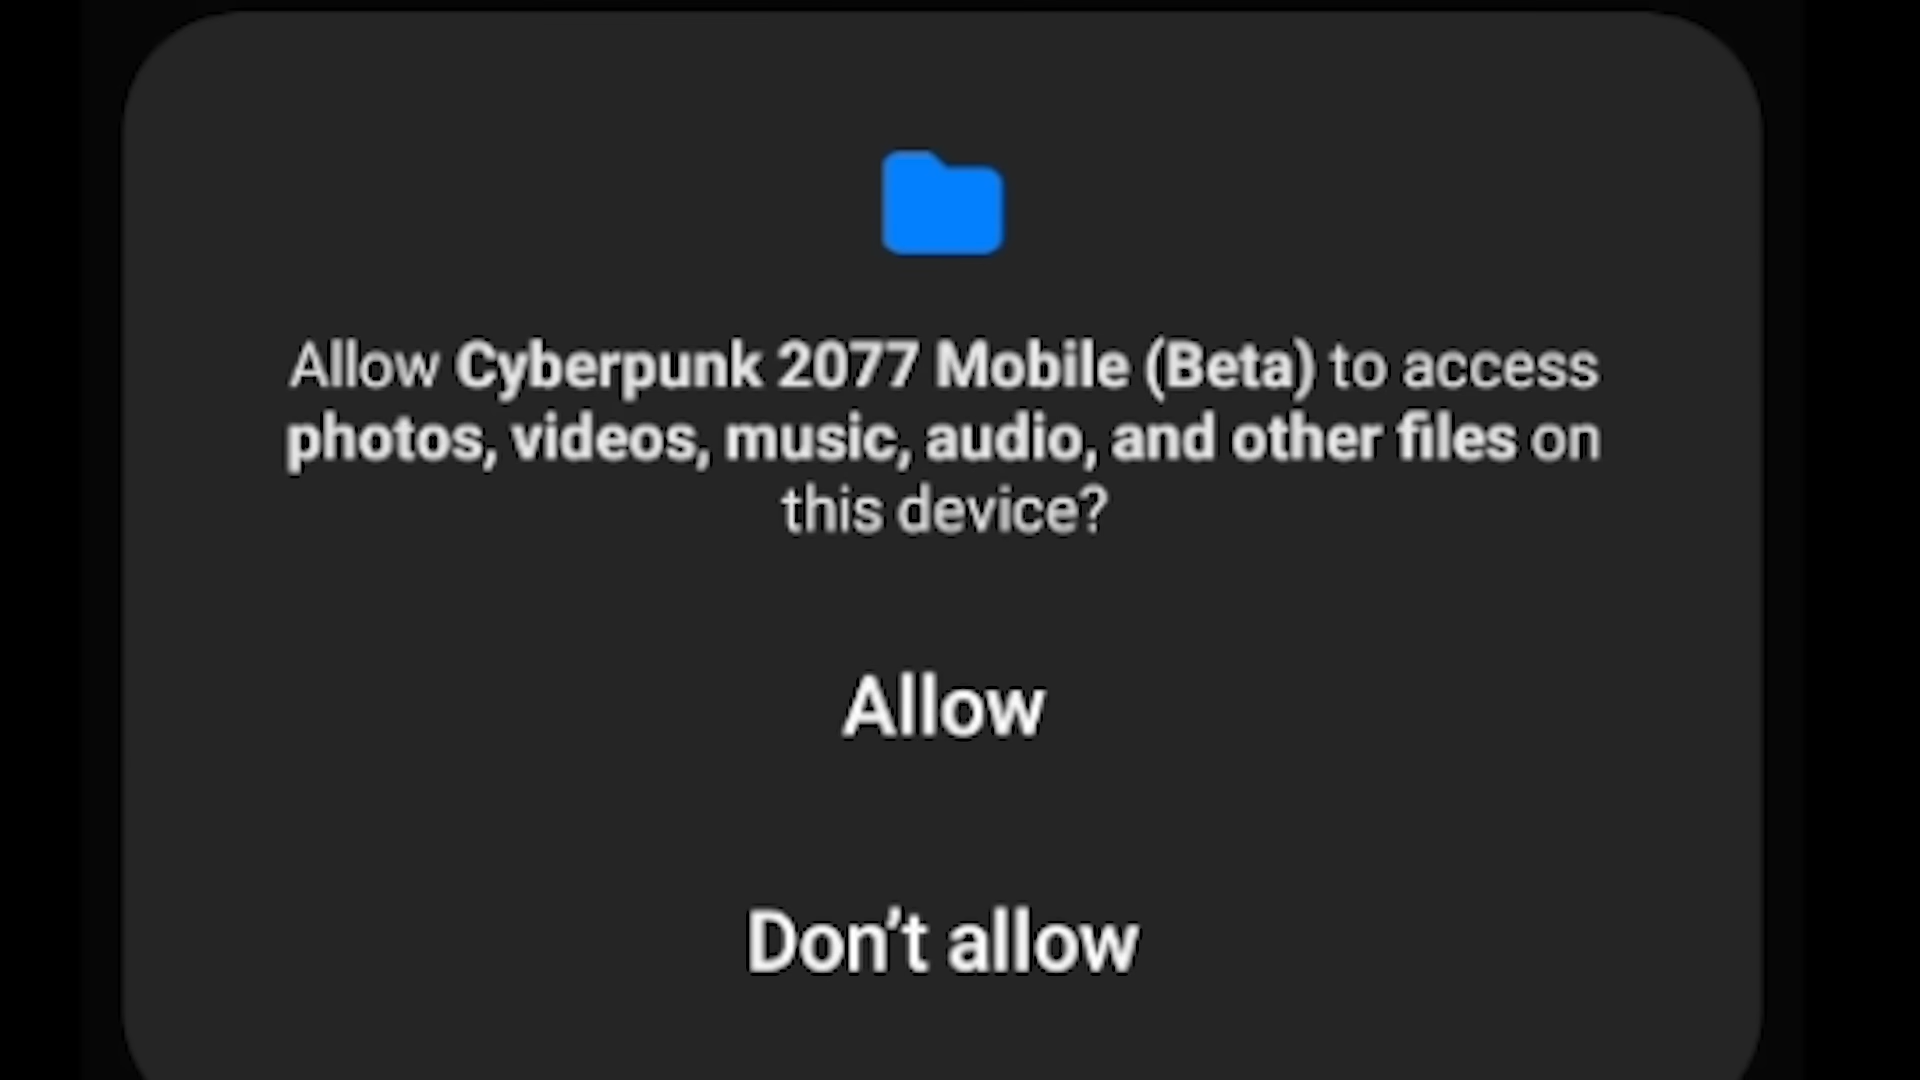 Allow Cyberpunk 2077 Mobile (Beta) to access
photos, videos, music, audio, and other files on
this device?
Allow
Don’t allow